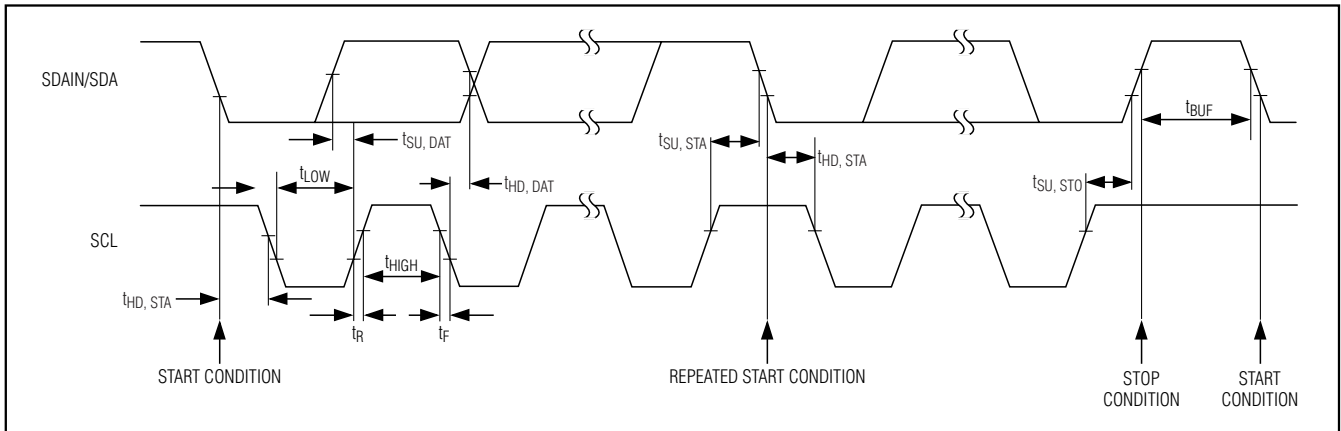 SDAIN/SDA
tSU, DAT
tSU, STA
tHD, STA
tBUF
tLOW
tHD, DAT
tSU, STO
SCL
tHIGH
tHD, STA
tR
tF
START CONDITION
REPEATED START CONDITION
STOP
CONDITION
START
CONDITION